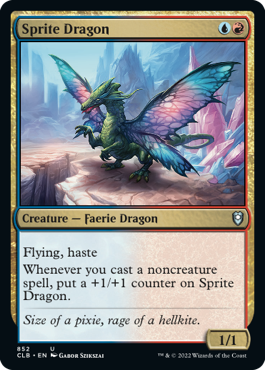 Sprite Dragon
Creature — Faerie Dragon
Flying, haste
Whenever you cast a noncreature
spell, put a +1/+1 counter on Sprite
Dragon.
Size of a pixie, rage of a hellkite.
1/1
852 U
CLB • EN GABOR SZIKSZAI
™ & © 2022 Wizards of the Coast